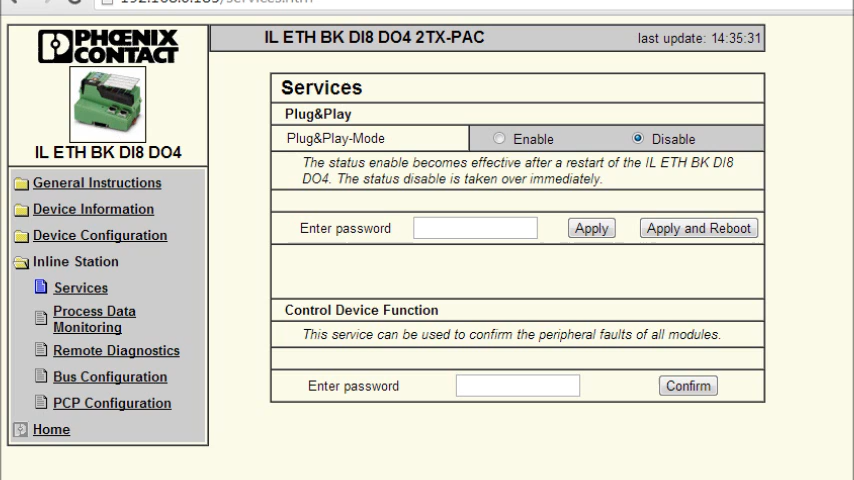 PHOENIX
CONTACT
IL ETH BK DI8 DO4
General Instructions
Device Information
Device Configuration
Inline Station
Services
Process Data
Monitoring
Remote Diagnostics
Bus Configuration
PCP Configuration
Home
IL ETH BK DI8 DO4 2TX-PAC
last update: 14:35:31
Services
Plug&Play
Plug&Play-Mode Enable Disable
The status enable becomes effective after a restart of the IL ETH BK DI8
DO4. The status disable is taken over immediately.
Enter password Apply Apply and Reboot
Control Device Function
This service can be used to confirm the peripheral faults of all modules.
Enter password Confirm